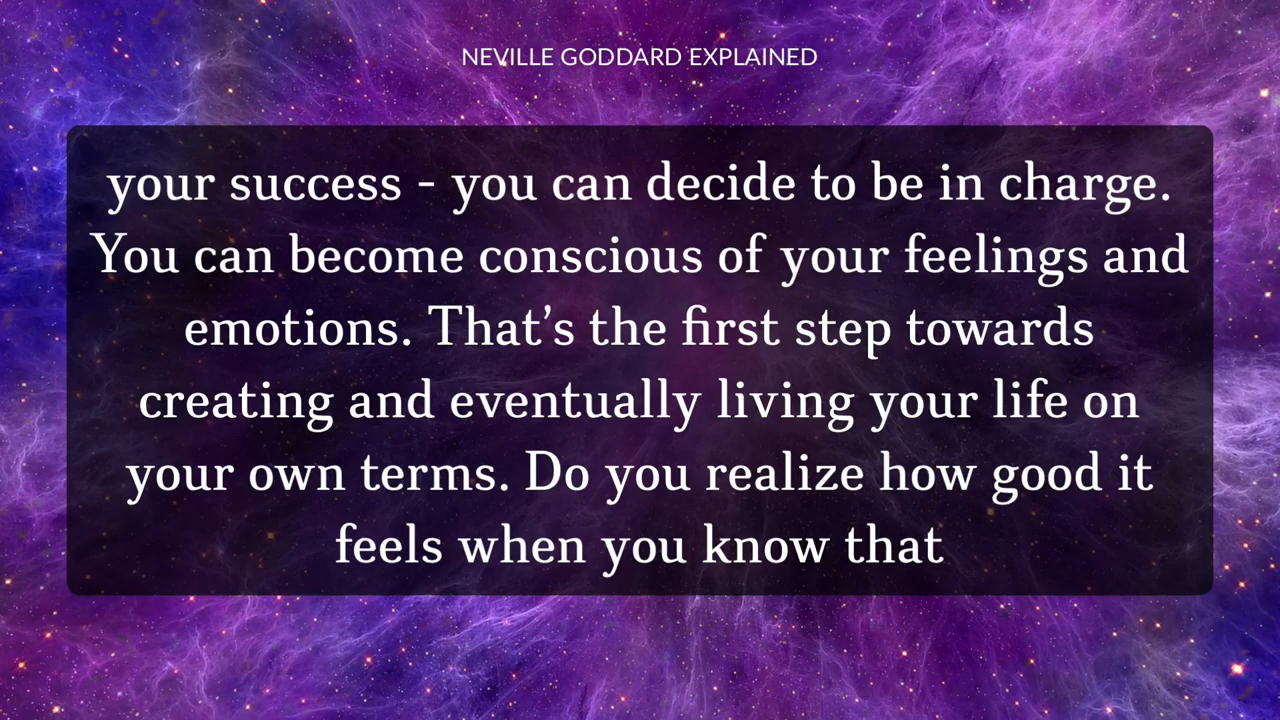 NEVILLE GODDARD EXPLAINED
your success - you can decide to be in charge.
You can become conscious of your feelings and
emotions. That’s the first step towards
creating and eventually living your life on
your own terms. Do you realize how good it
feels when you know that